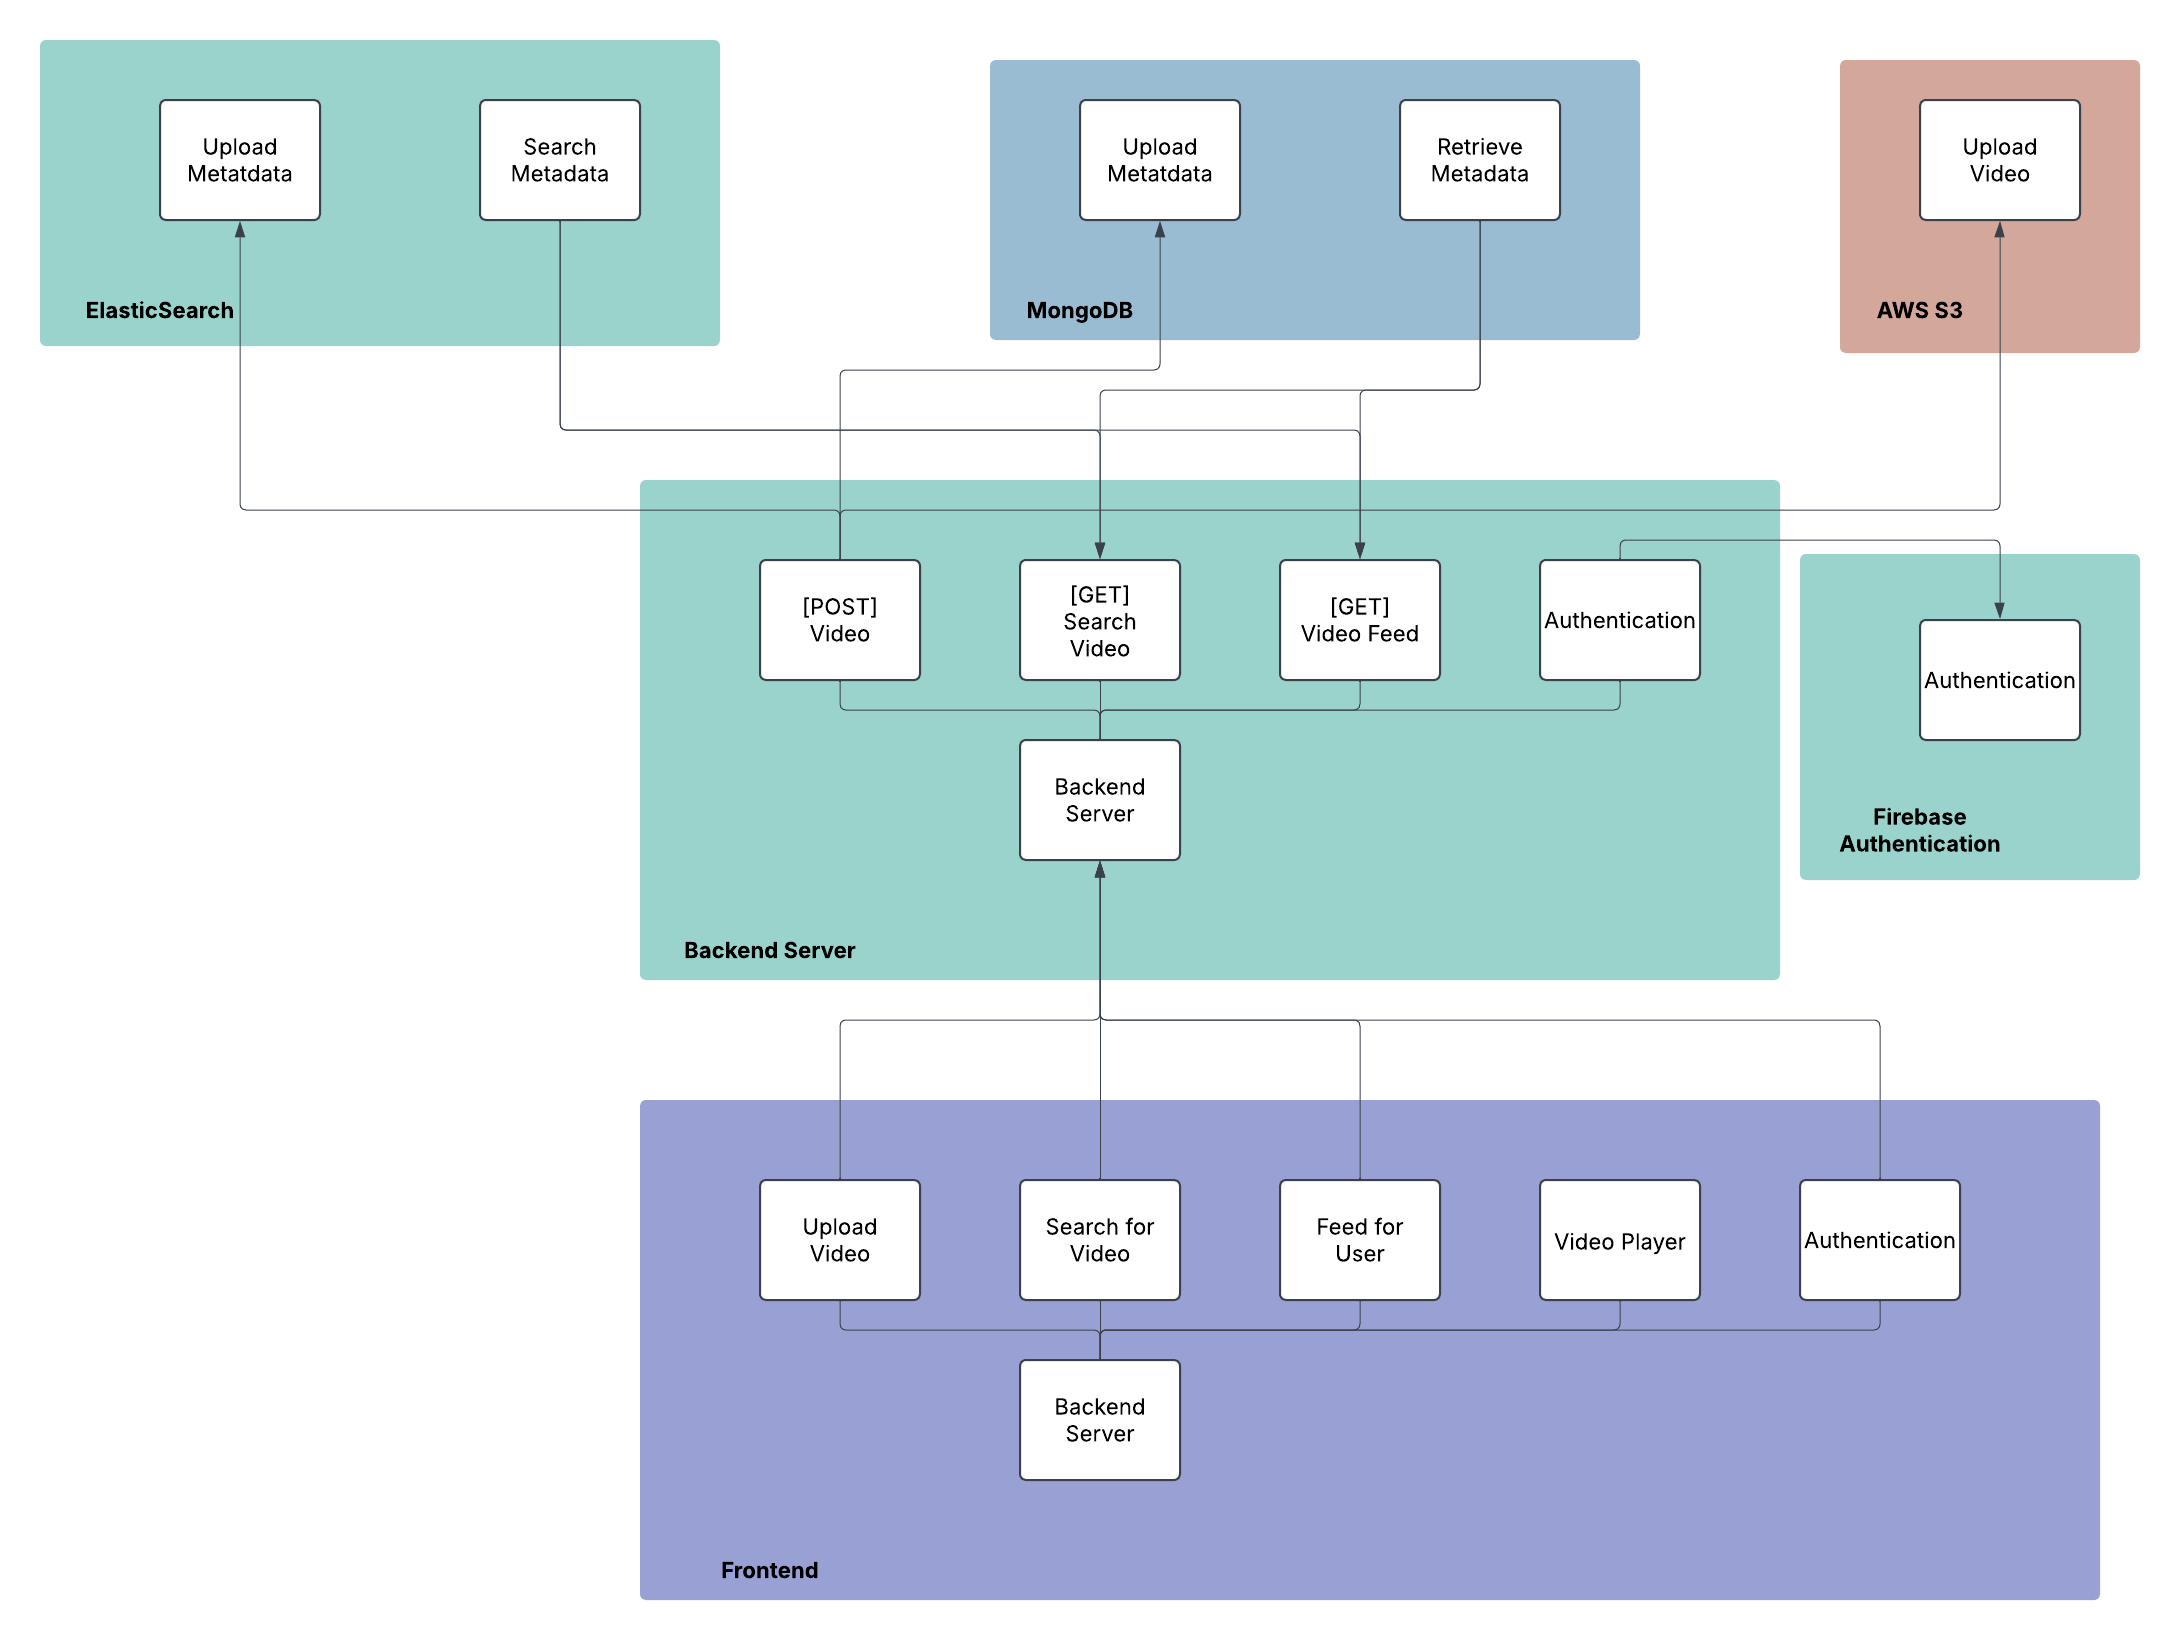 Upload
Metatdata
Search
Metadata
ElasticSearch
Upload
Metatdata
Retrieve
Metadata
MongoDB
Upload
Video
AWS S3
[POST]
Video
[GET]
Search
Video
[GET]
Video Feed
Authentication
Backend
Server
Backend Server
Authentication
Firebase
Authentication
Upload
Video
Search for
Video
Feed for
User
Video Player
Authentication
Backend
Server
Frontend